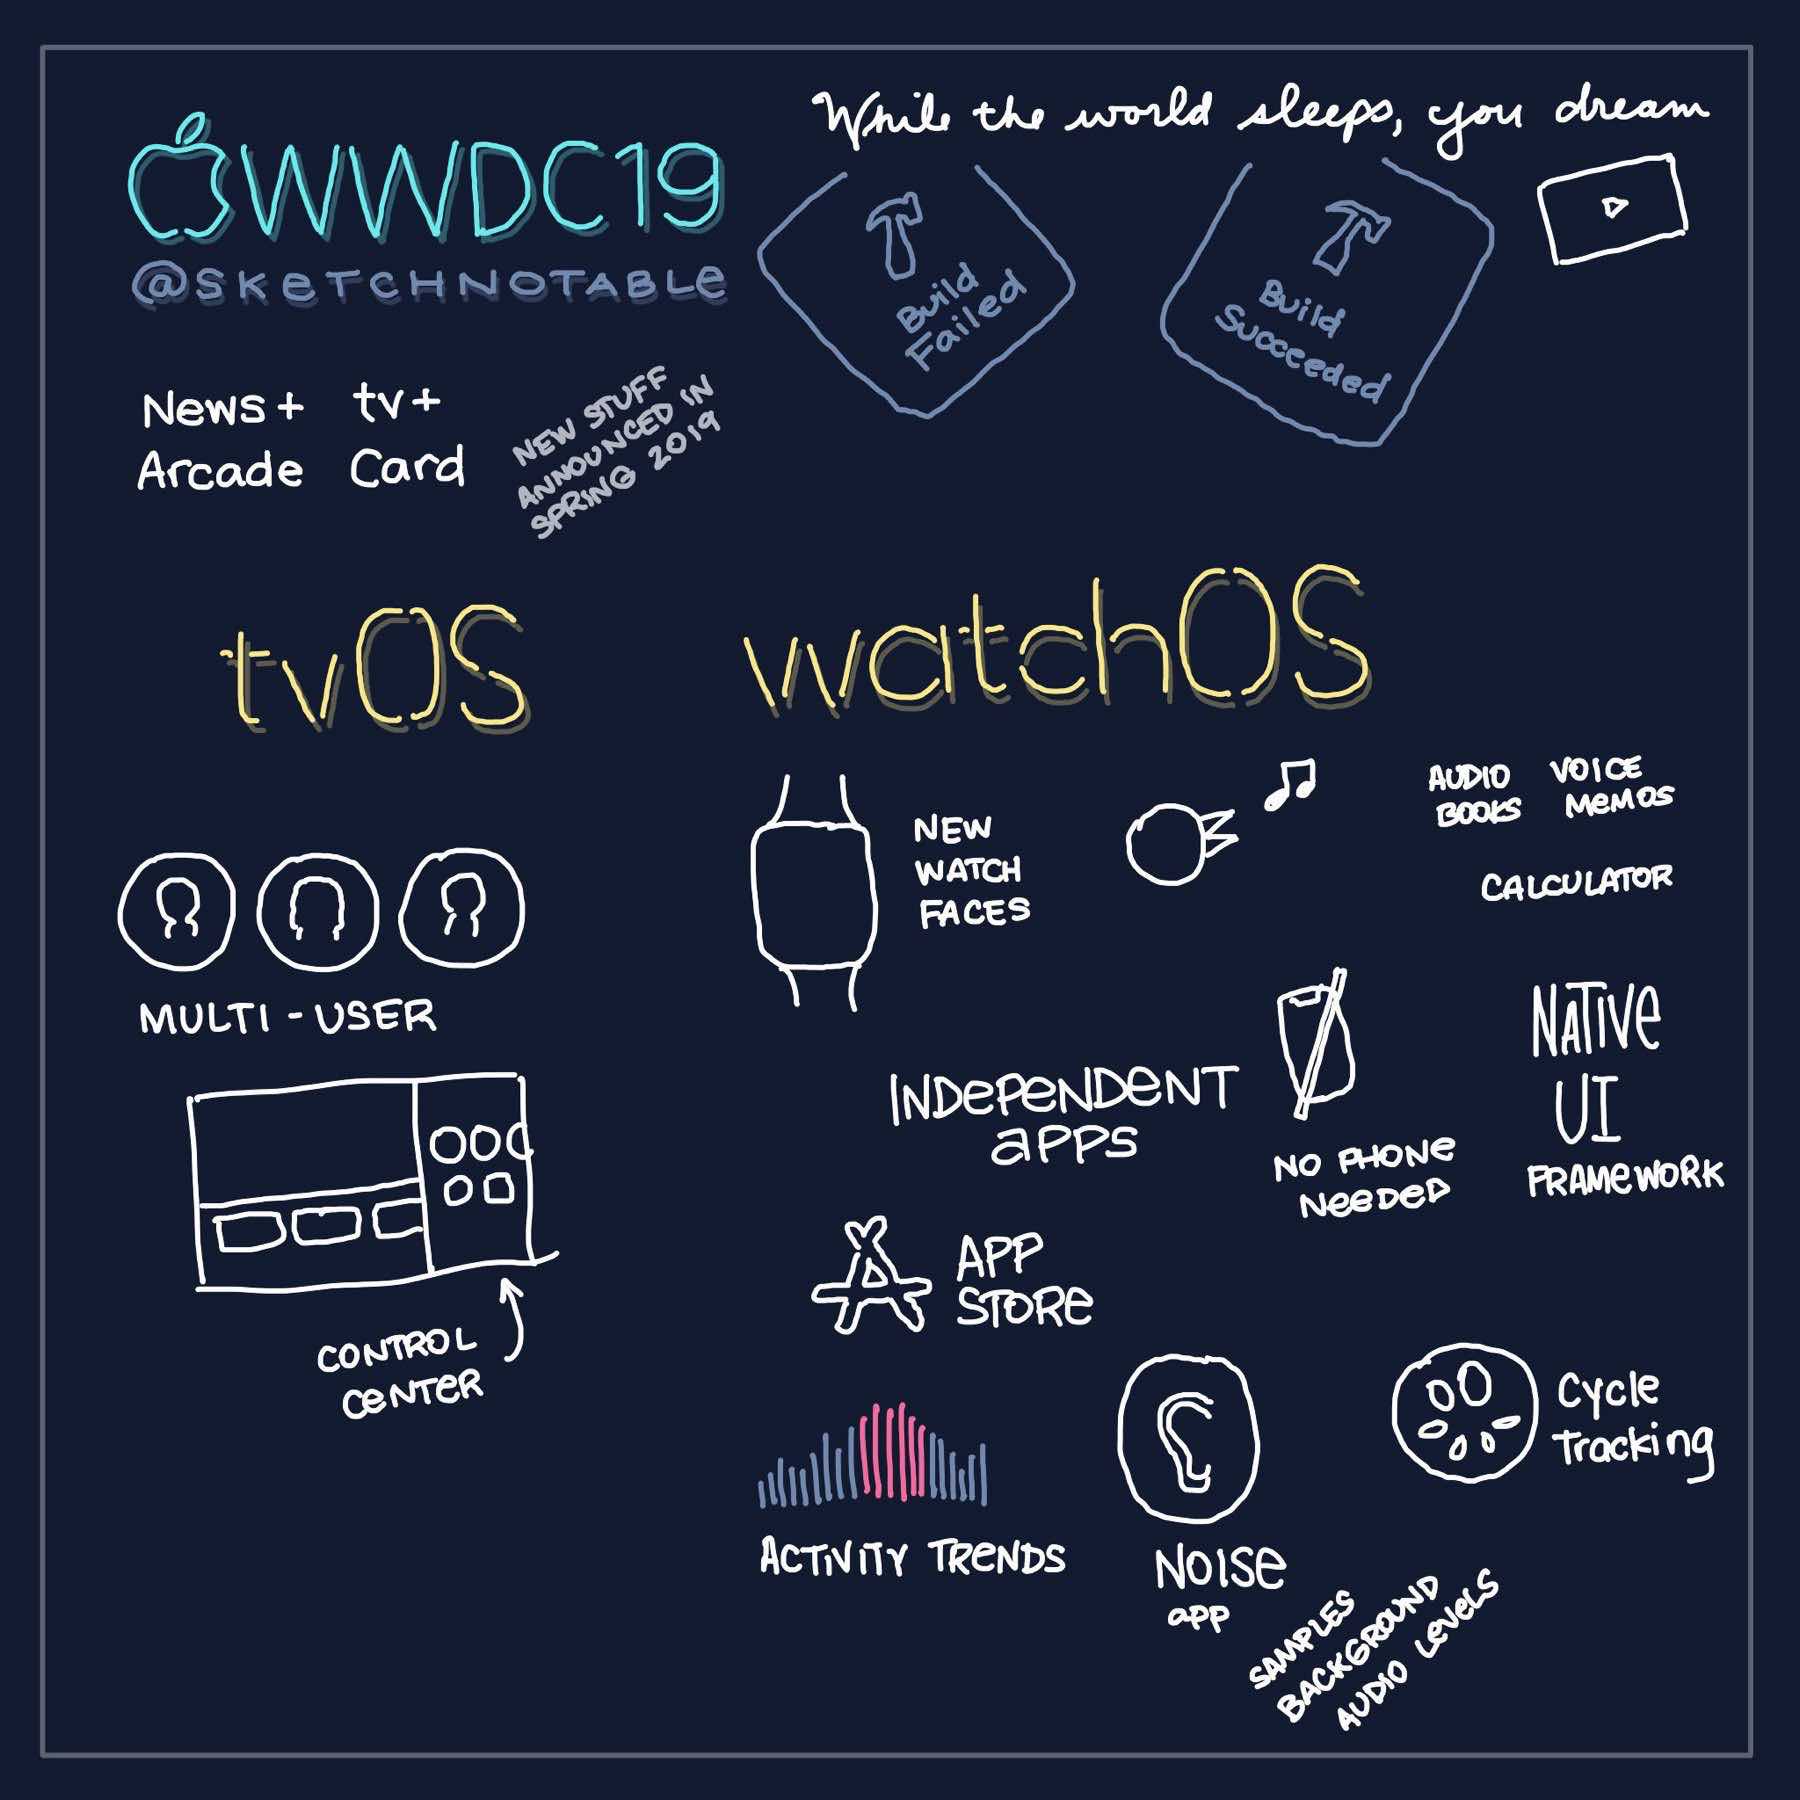 WWDC19
@SKETCHNOTABLE
While the world sleeps, you dream
Build
Failed
Build
Succeeded
News+ tv+
Arcade Card
NEW STUFF
ANNOUNCED IN
SPRING 2019
tvOS
MULTI-USER
CONTROL
CENTER
watchOS
NEW
WATCH
FACES
AUDIO
BOOKS
VOICE
MEMOS
CALCULATOR
INDEPENDENT
APPS
NO PHONE
NEEDED
NATIVE
UI
FRAMEWORK
APP
STORE
ACTIVITY TRENDS
NOISE
app
SAMPLES
BACKGROUND
AUDIO LEVELS
Cycle
Tracking